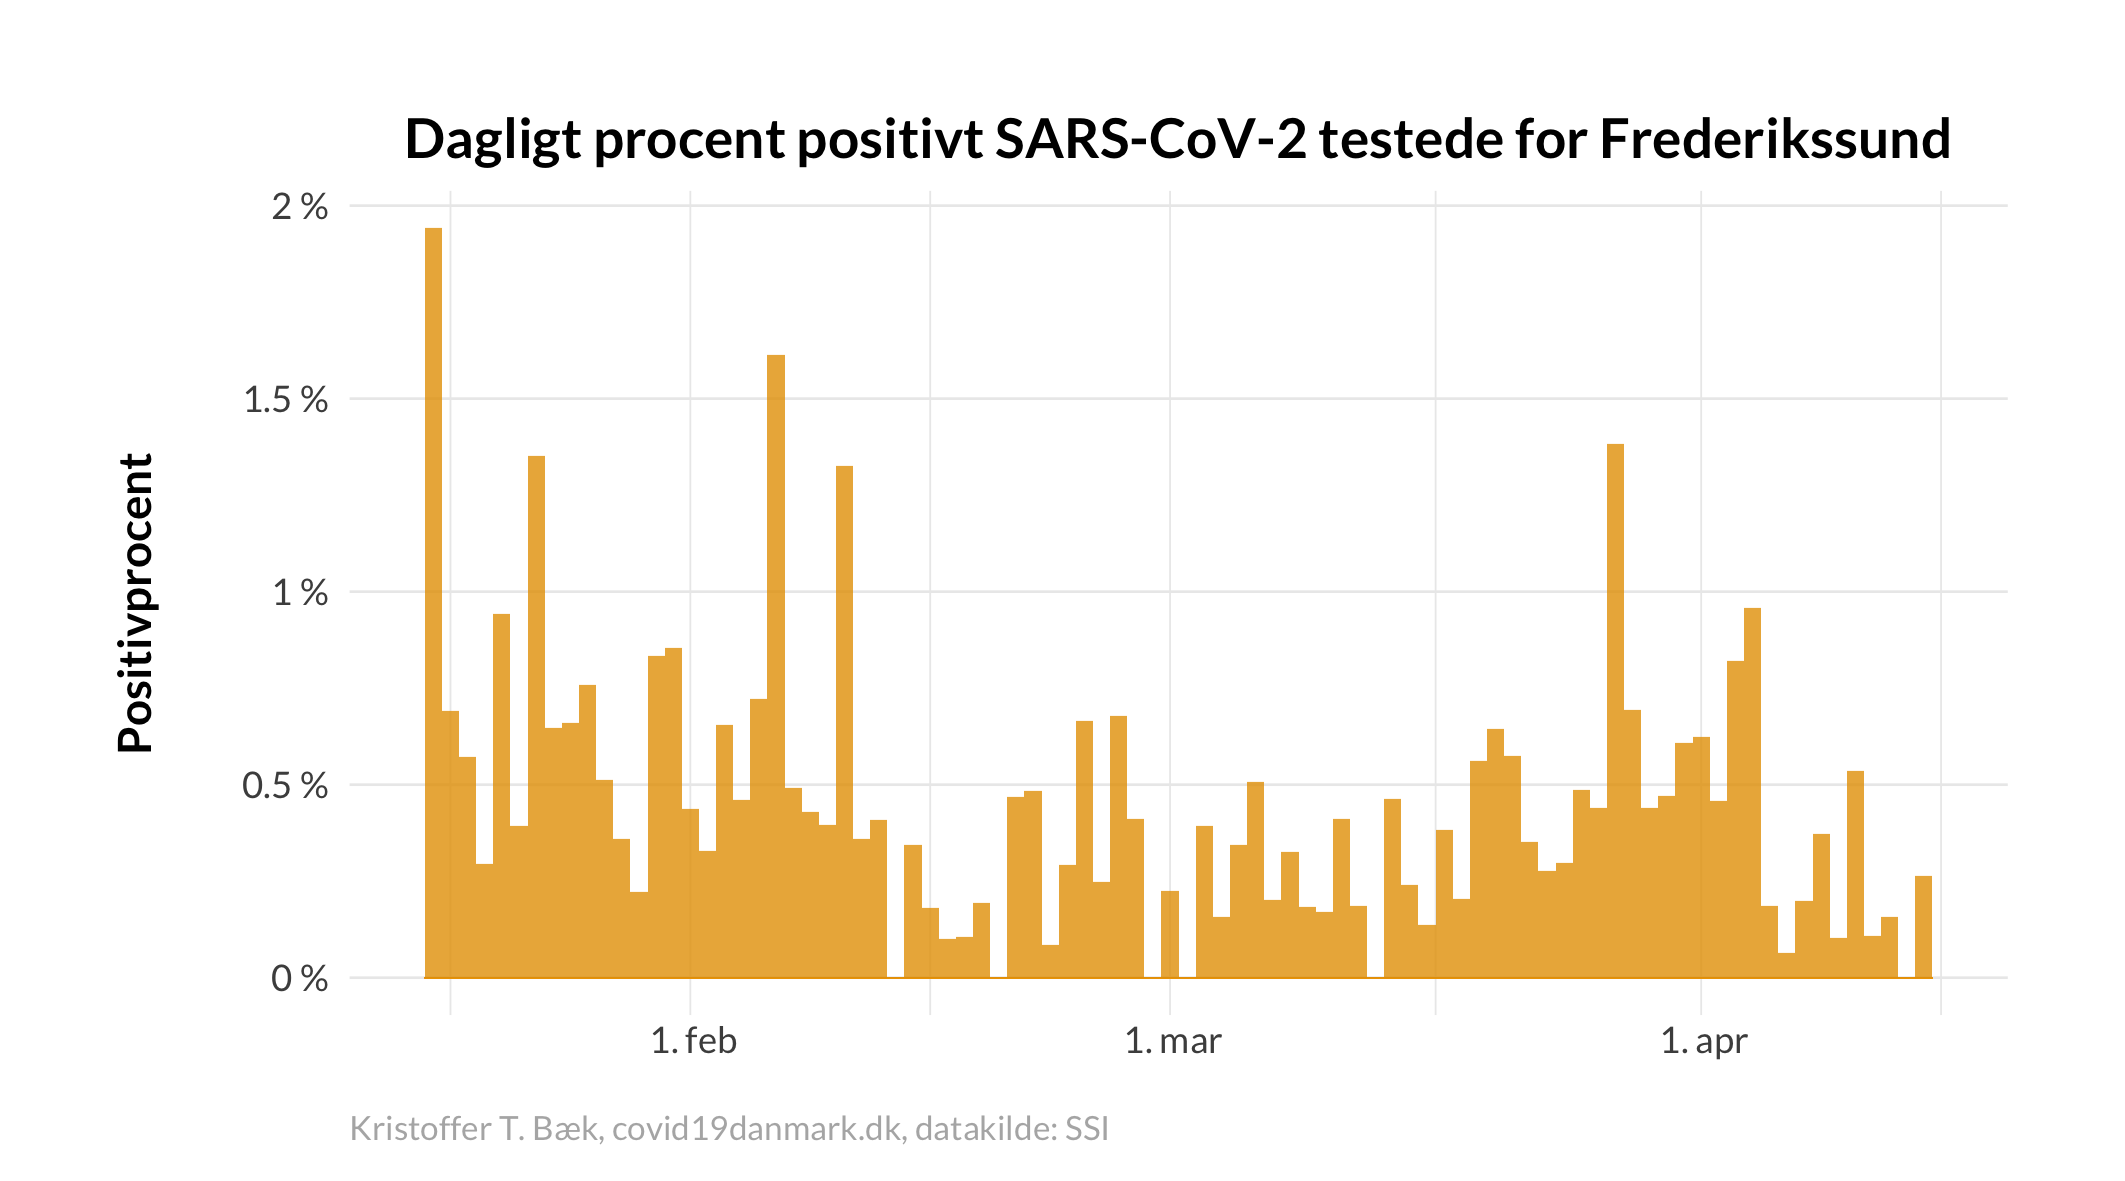 Dagligt procent positivt SARS-CoV-2 testede for Frederikssund
Positivprocent
2 %
1.5 %
1 %
0.5 %
0 %
1. feb
1. mar
1. apr
Kristoffer T. Bæk, covid19danmark.dk, datakilde: SSI